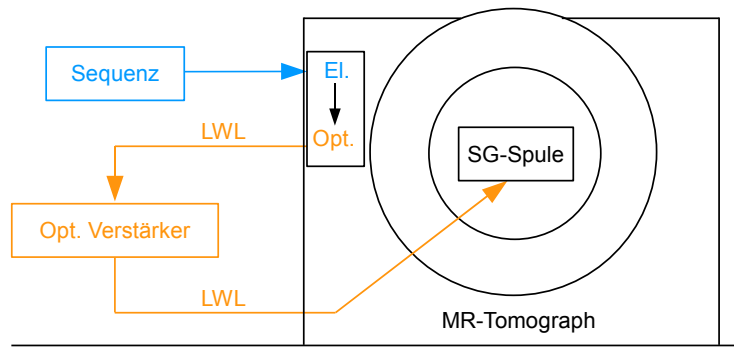 Sequenz
El.
Opt.
LWL
SG-Spule
Opt. Verstärker
LWL
MR-Tomograph